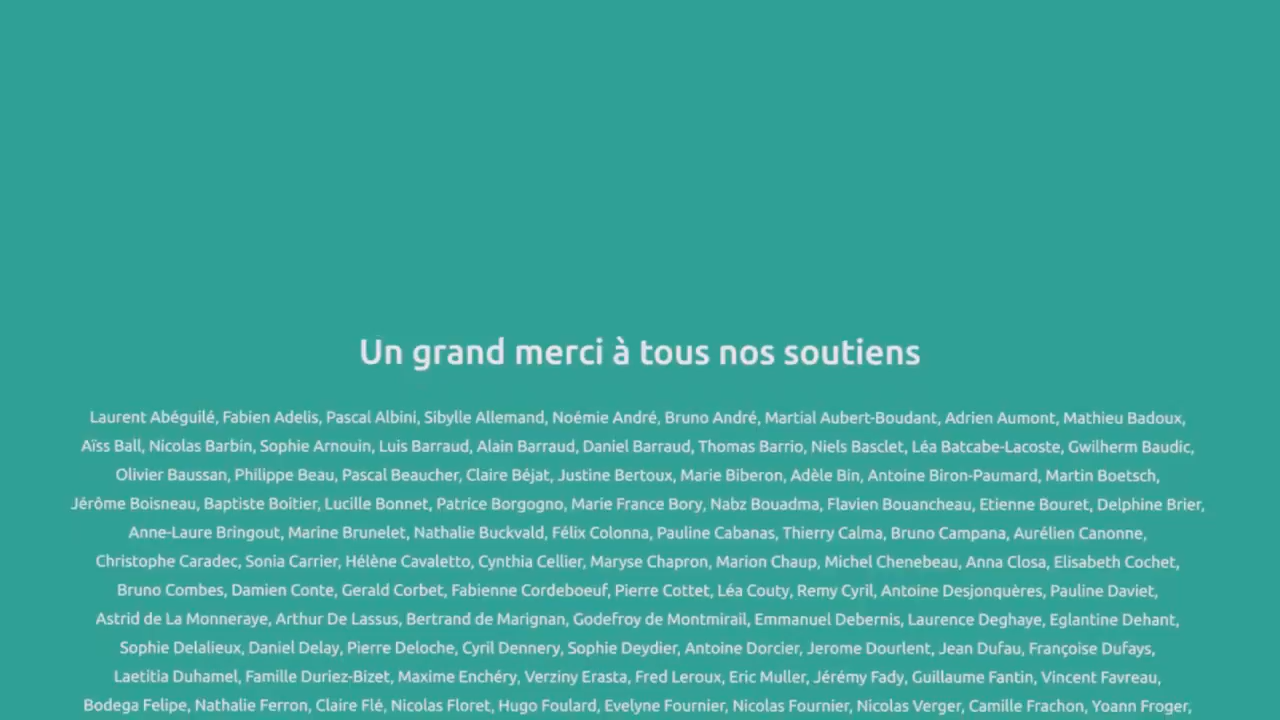 Un grand merci à tous nos soutiens
Laurent Abéguilé, Fabien Adelis, Pascal Albini, Sibylle Allemand, Noémie André, Bruno André, Martial Aubert-Boudant, Adrien Aumont, Mathieu Badoux,
Aïss Ball, Nicolas Barbin, Sophie Arnouin, Luis Barraud, Alain Barraud, Daniel Barraud, Thomas Barrio, Niels Basclet, Léa Batcabe-Lacoste, Gwilherm Baudic,
Olivier Baussan, Philippe Beau, Pascal Beaucher, Claire Béjat, Justine Bertoux, Marie Biberon, Adèle Bin, Antoine Biron-Paumard, Martin Boetsch,
Jérôme Boisneau, Baptiste Boitier, Lucille Bonnet, Patrice Borgogno, Marie France Bory, Nabz Bouadma, Flavien Bouancheau, Etienne Bouret, Delphine Brier,
Anne-Laure Bringout, Marine Brunelet, Nathalie Buckvald, Félix Colonna, Pauline Cabanas, Thierry Calma, Bruno Campana, Aurélien Canonne,
Christophe Caradec, Sonia Carrier, Hélène Cavaletto, Cynthia Cellier, Maryse Chapron, Marion Chaup, Michel Chenebeau, Anna Closa, Elisabeth Cochet,
Bruno Combes, Damien Conte, Gerald Corbet, Fabienne Cordeboeuf, Pierre Cottet, Léa Couty, Remy Cyril, Antoine Desjonquères, Pauline Daviet,
Astrid de La Monneraye, Arthur De Lassus, Bertrand de Marignan, Godefroy de Montmirail, Emmanuel Debernis, Laurence Deghaye, Eglantine Dehant,
Sophie Delalieux, Daniel Delay, Pierre Deloche, Cyril Dennery, Sophie Deydier, Antoine Dorcier, Jerome Dourlent, Jean Dufau, Françoise Dufays,
Laetitia Duhamel, Famille Duriez-Bizet, Maxime Enchéry, Verziny Erasta, Fred Leroux, Eric Muller, Jérémy Fady, Guillaume Fantin, Vincent Favreau,
Bodega Felipe, Nathalie Ferron, Claire Flé, Nicolas Floret, Hugo Foulard, Evelyne Fournier, Nicolas Fournier, Nicolas Verger, Camille Frachon, Yoann Froger,